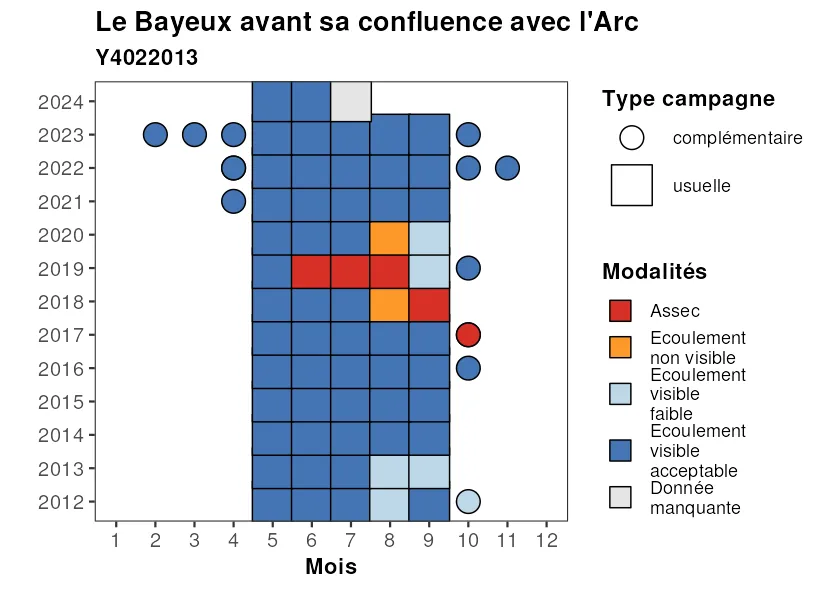 Le Bayeux avant sa confluence avec l'Arc
Y4022013
2024
2023
2022
2021
2020
2019
2018
2017
2016
2015
2014
2013
2012
1 2 3 4 5 6 7 8 9 10 11 12
Mois
Type campagne
complémentaire
usuelle
Modalités
Assec
Ecoulement
non visible
Ecoulement
visible
faible
Ecoulement
visible
acceptable
Donnée
manquante